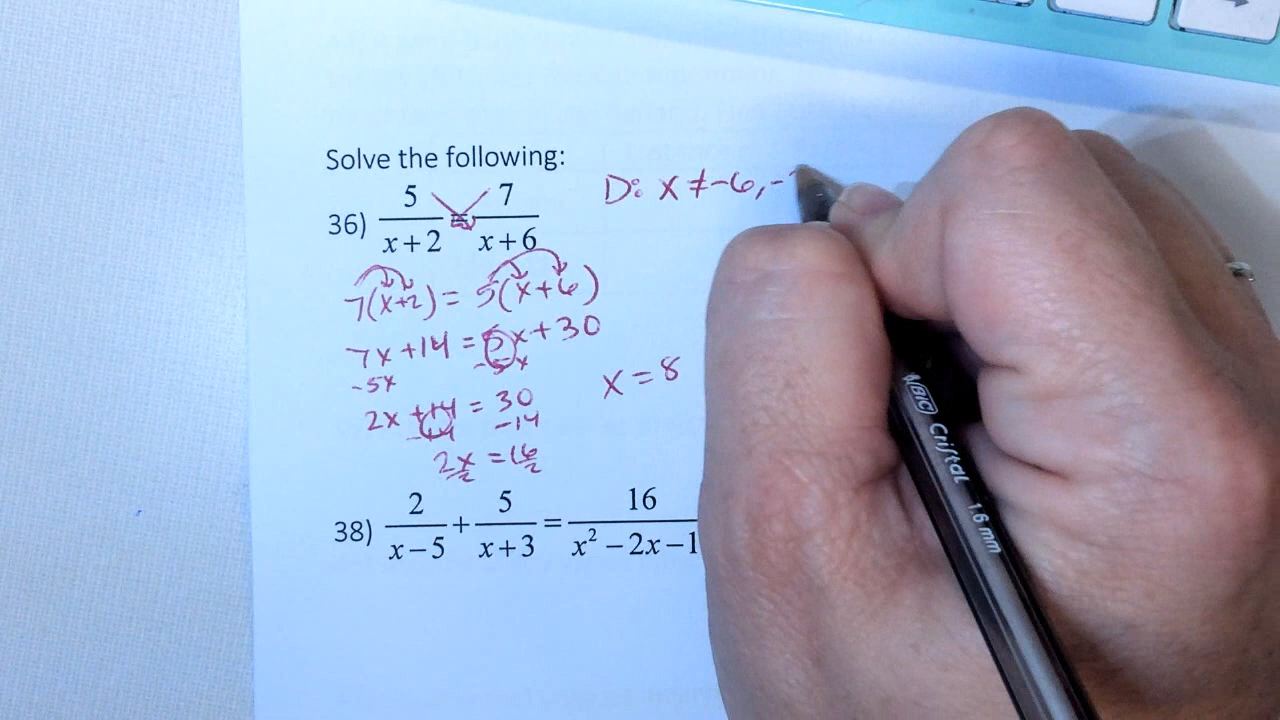 Solve the following:
36) 5/(x+2) = 7/(x+6)
D: x ≠ -6, -
7(x+2) = 5(x+6)
7x +14 = 5x +30
-5x -5x
x = 8
2x +14 = 30
-14 -14
2x = 16
2 2
38) 2/(x-5) + 5/(x+3) = 16/(x² - 2x - 1
BIC Cristal 1.6 mm